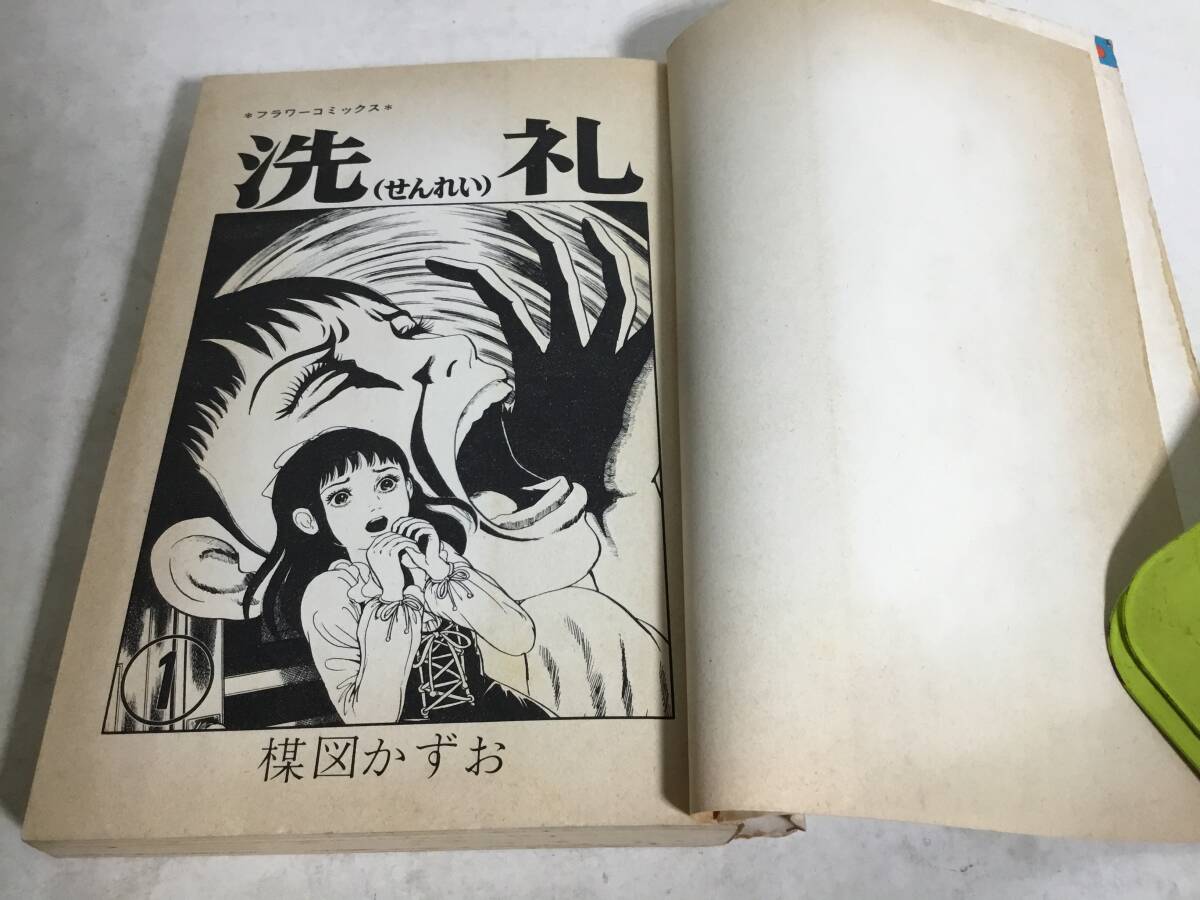 *フラワーコミックス*
洗(せんれい)礼
1
楳図かずお